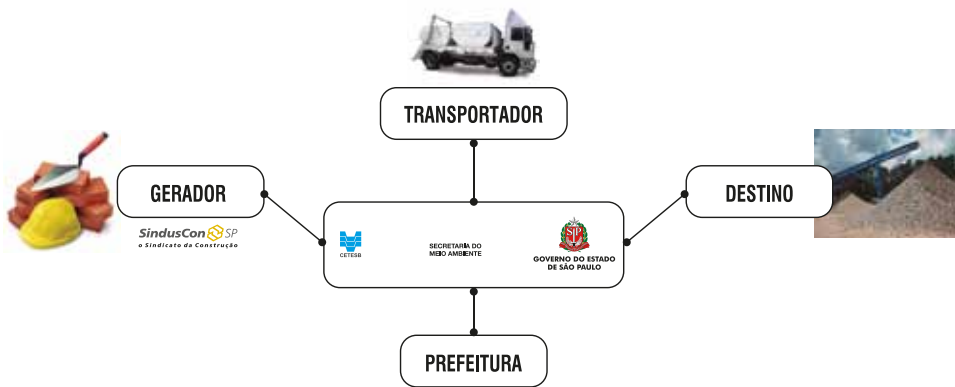 TRANSPORTADOR
GERADOR
DESTINO
SindusCon SP
o Sindicato da Construção
CETESB
SECRETARIA DO
MEIO AMBIENTE
GOVERNO DO ESTADO
DE SÃO PAULO
PREFEITURA